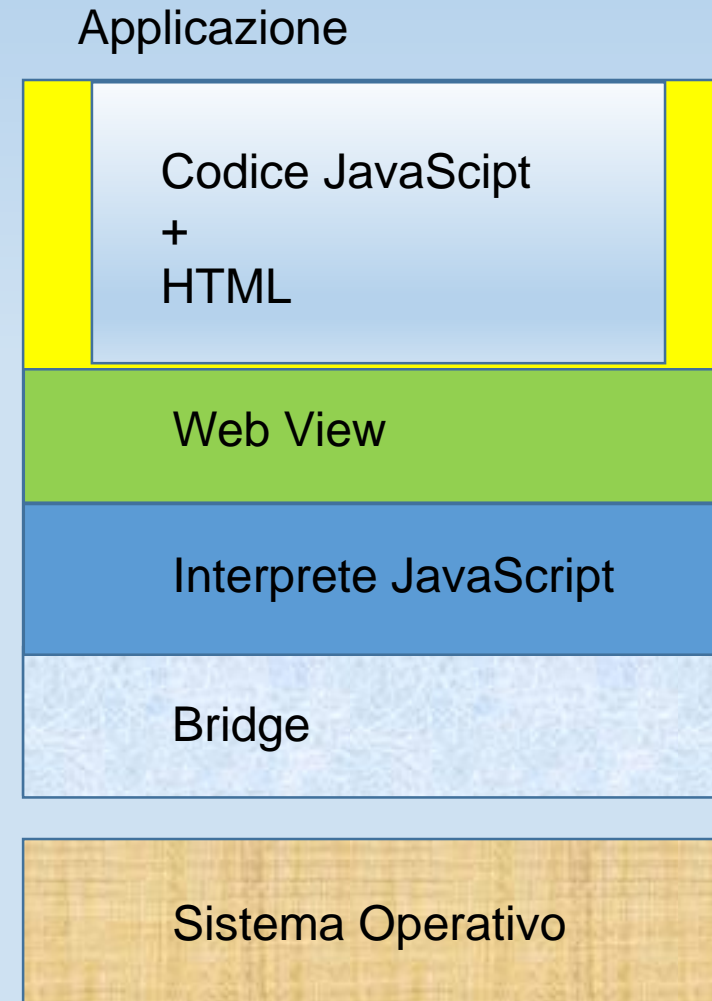 Applicazione
Codice JavaScipt
+
HTML
Web View
Interprete JavaScript
Bridge
Sistema Operativo